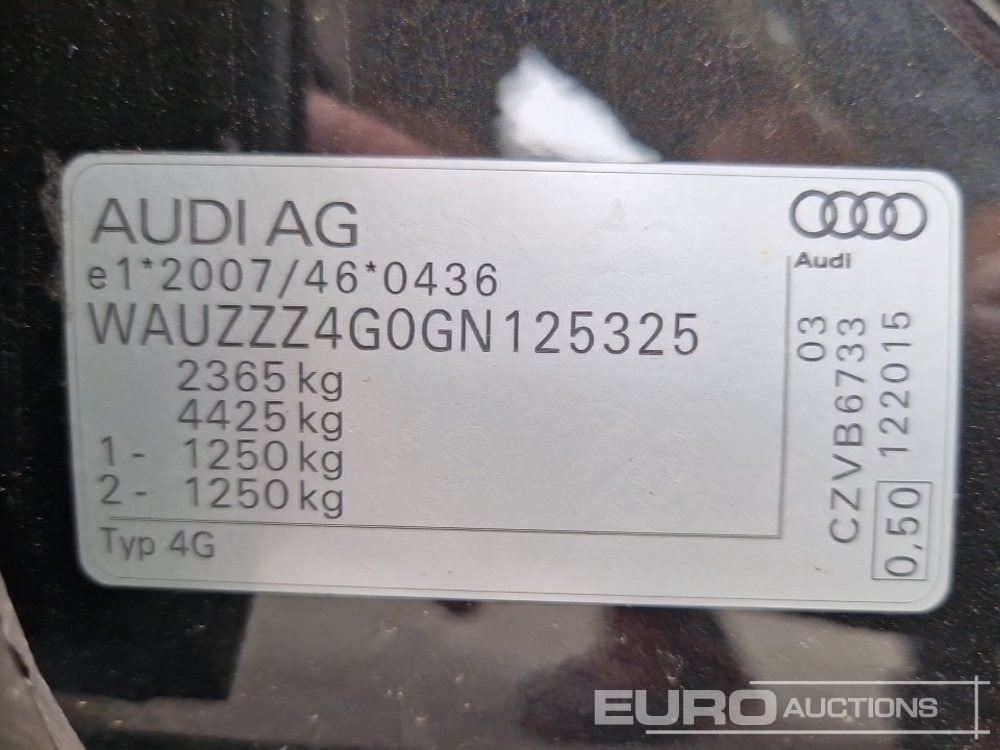 AUDI AG
e1*2007/46*0436
WAUZZZ4G0GN125325
2365 kg
4425 kg
1 - 1250 kg
2 - 1250 kg
Typ 4G
Audi
03
CZVB6733
0,50 122015
EURO AUCTIONS